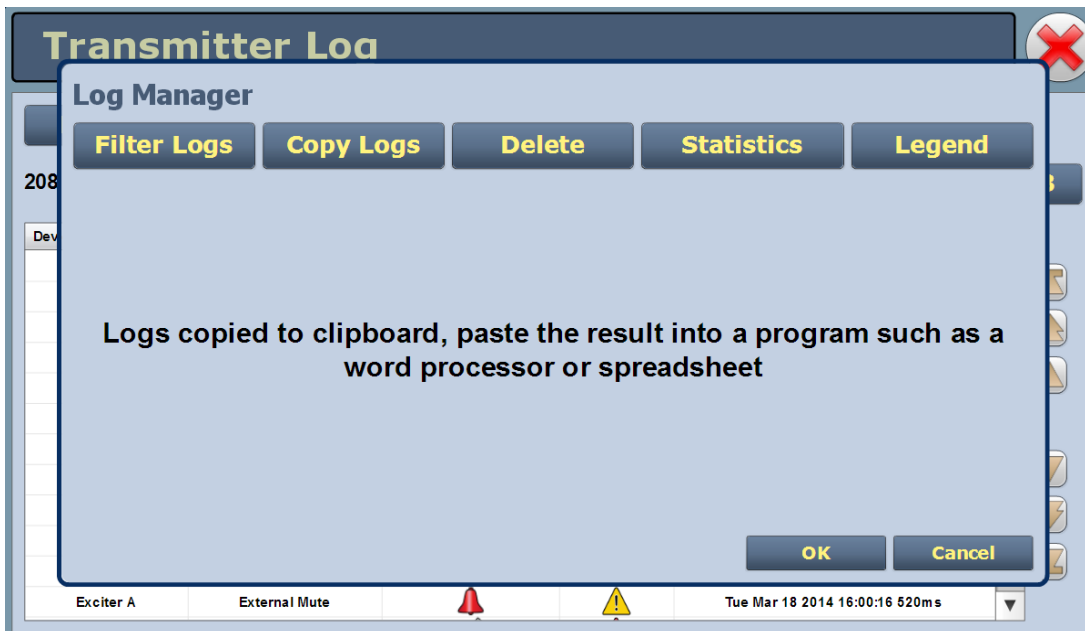 Transmitter Log
Log Manager
Filter Logs Copy Logs Delete Statistics Legend
208
Dev
Logs copied to clipboard, paste the result into a program such as a
word processor or spreadsheet
OK Cancel
Exciter A External Mute Tue Mar 18 2014 16:00:16 520ms